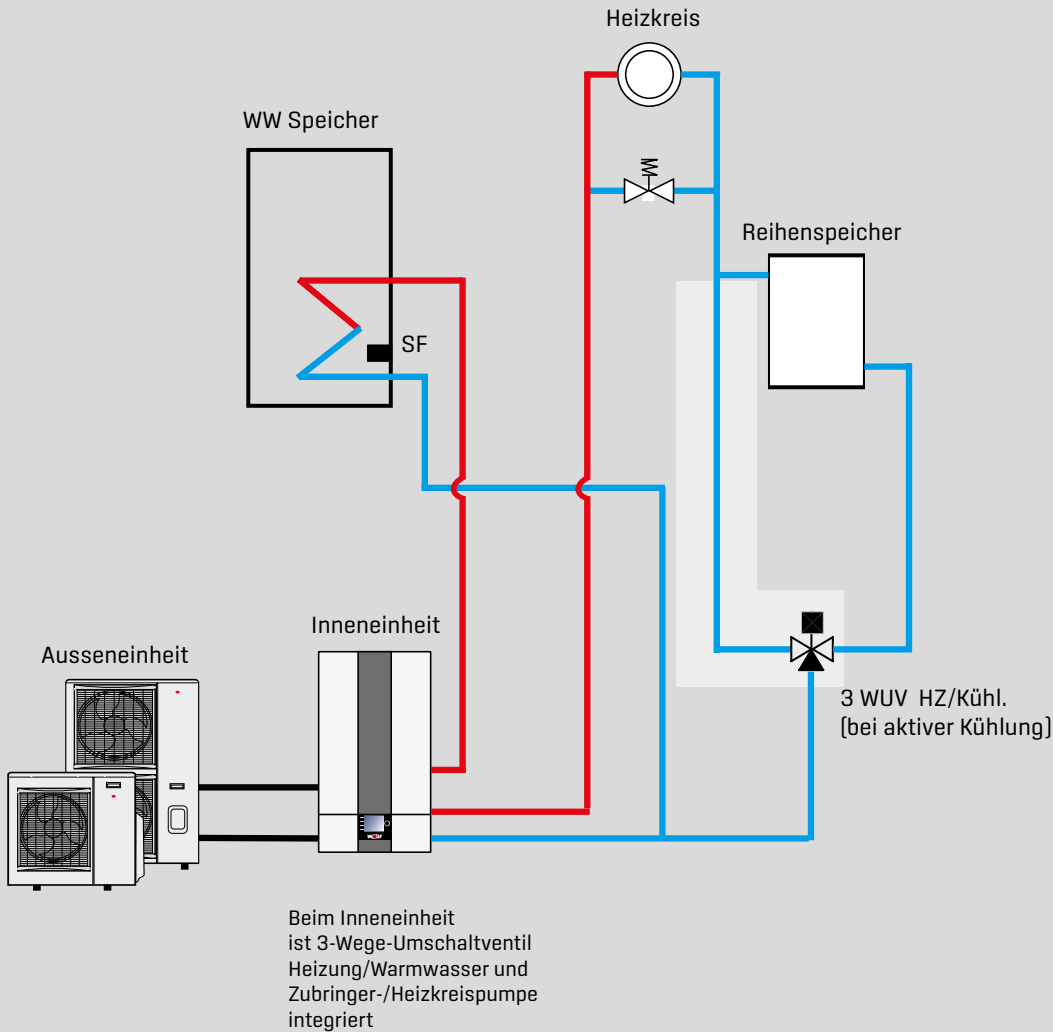 Heizkreis
WW Speicher
Reihenspeicher
SF
Inneneinheit
Ausseneinheit
3 WUV HZ/Kühl.
(bei aktiver Kühlung)
WOLF
Beim Inneneinheit
ist 3-Wege-Umschaltventil
Heizung/Warmwasser und
Zubringer-/Heizkreispumpe
integriert